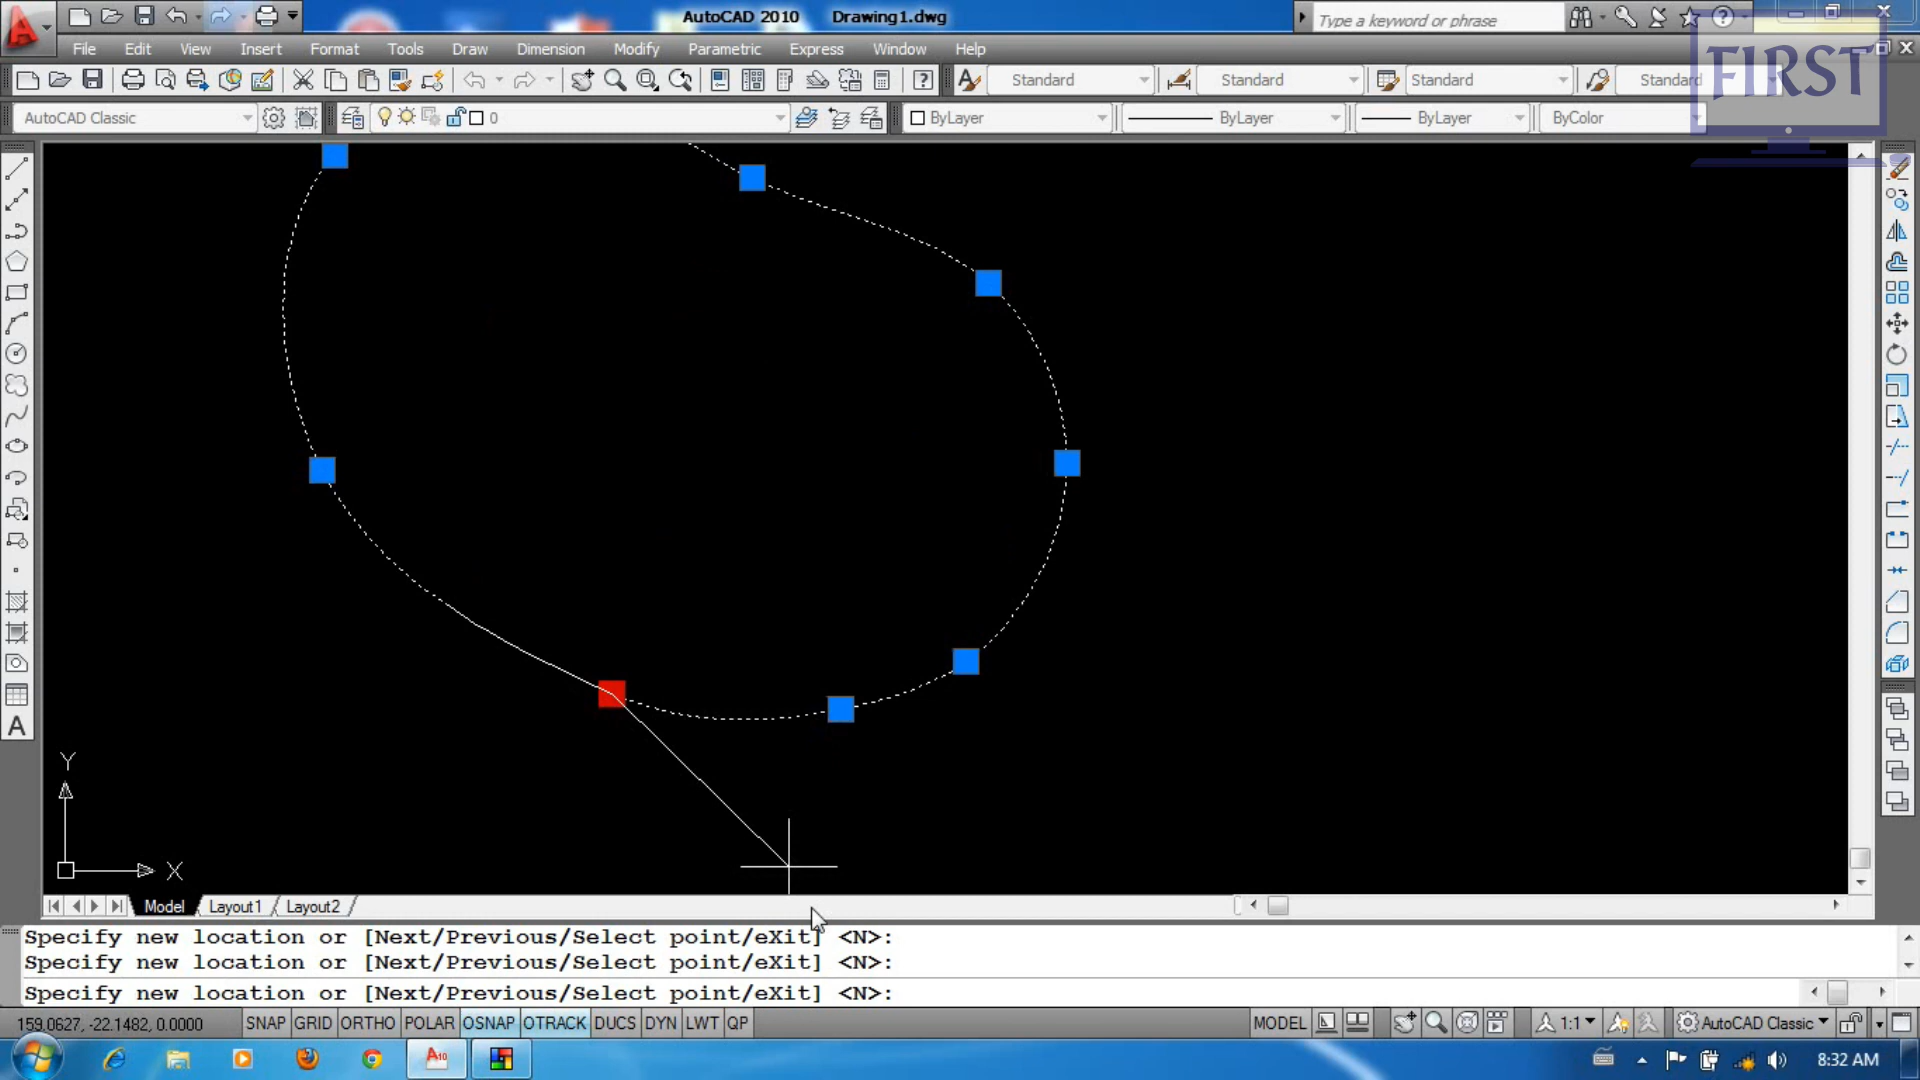 AutoCAD 2010 Drawing1.dwg
Type a keyword or phrase
File Edit View Insert Format Tools Draw Dimension Modify Parametric Express Window Help
FIRST
Standard Standard Standard Standard
AutoCAD Classic 0 ByLayer ByLayer ByLayer ByColor
Y
X
Model Layout1 Layout2
Specify new location or [Next/Previous/Select point/eXit] <N>:
Specify new location or [Next/Previous/Select point/eXit] <N>:
Specify new location or [Next/Previous/Select point/eXit] <N>:
159.0627, -22.1482, 0.0000 SNAP GRID ORTHO POLAR OSNAP OTRACK DUCS DYN LWT QP MODEL 1:1 AutoCAD Classic
8:32 AM